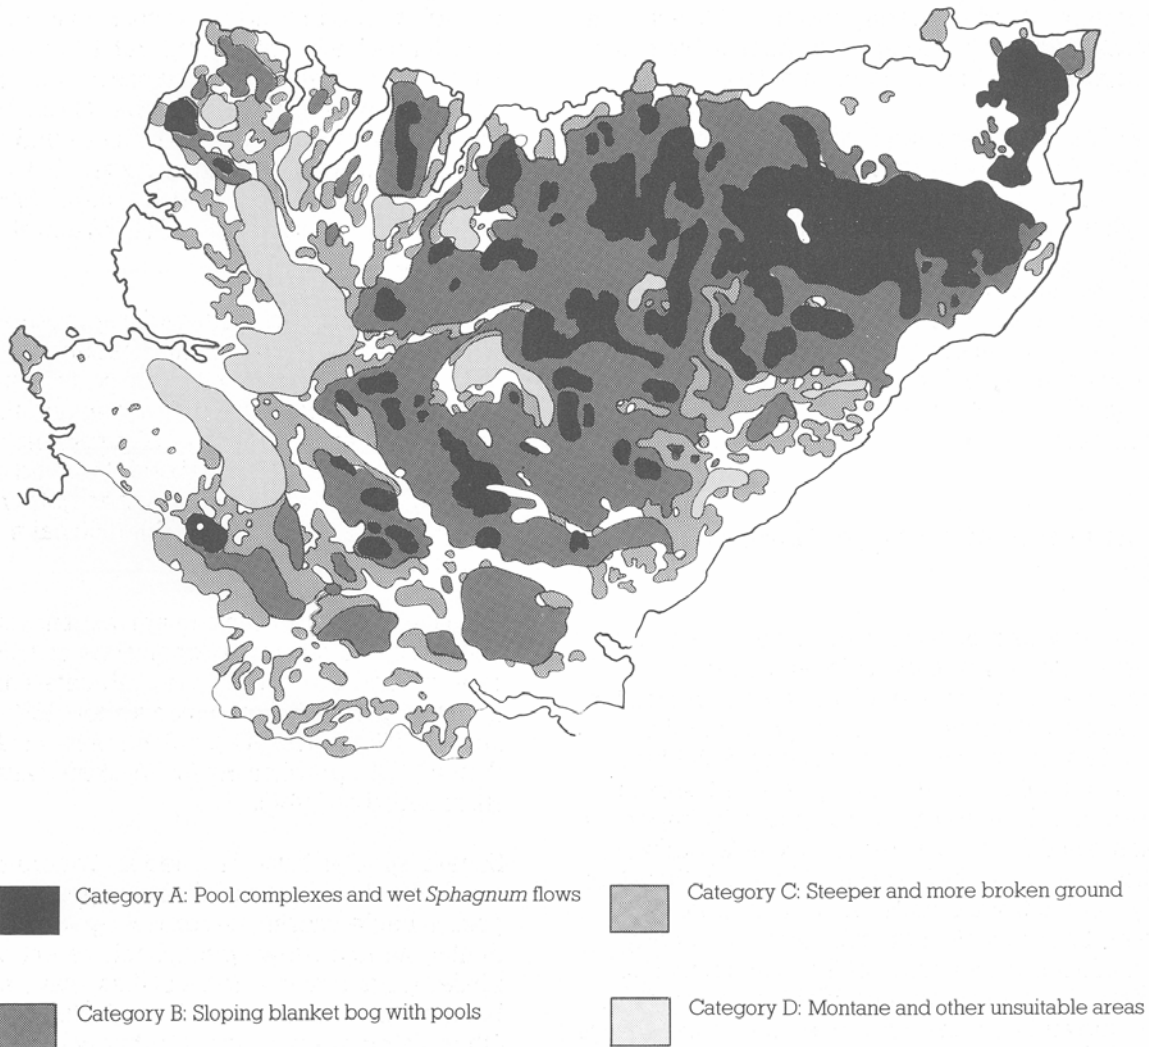 Category A: Pool complexes and wet Sphagnum flows
Category C: Steeper and more broken ground
Category B: Sloping blanket bog with pools
Category D: Montane and other unsuitable areas